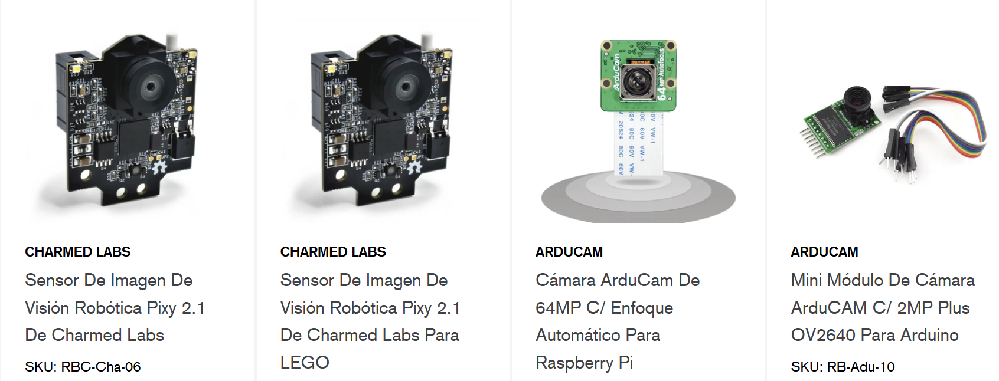 CHARMED LABS
Sensor De Imagen De
Visión Robótica Pixy 2.1
De Charmed Labs
SKU: RBC-Cha-06
CHARMED LABS
Sensor De Imagen De
Visión Robótica Pixy 2.1
De Charmed Labs Para
LEGO
ArduCam
64MP Autofocus
ARDUCAM
Cámara ArduCam De
64MP C/ Enfoque
Automático Para
Raspberry Pi
ARDUCAM
Mini Módulo De Cámara
ArduCAM C/ 2MP Plus
OV2640 Para Arduino
SKU: RB-Adu-10